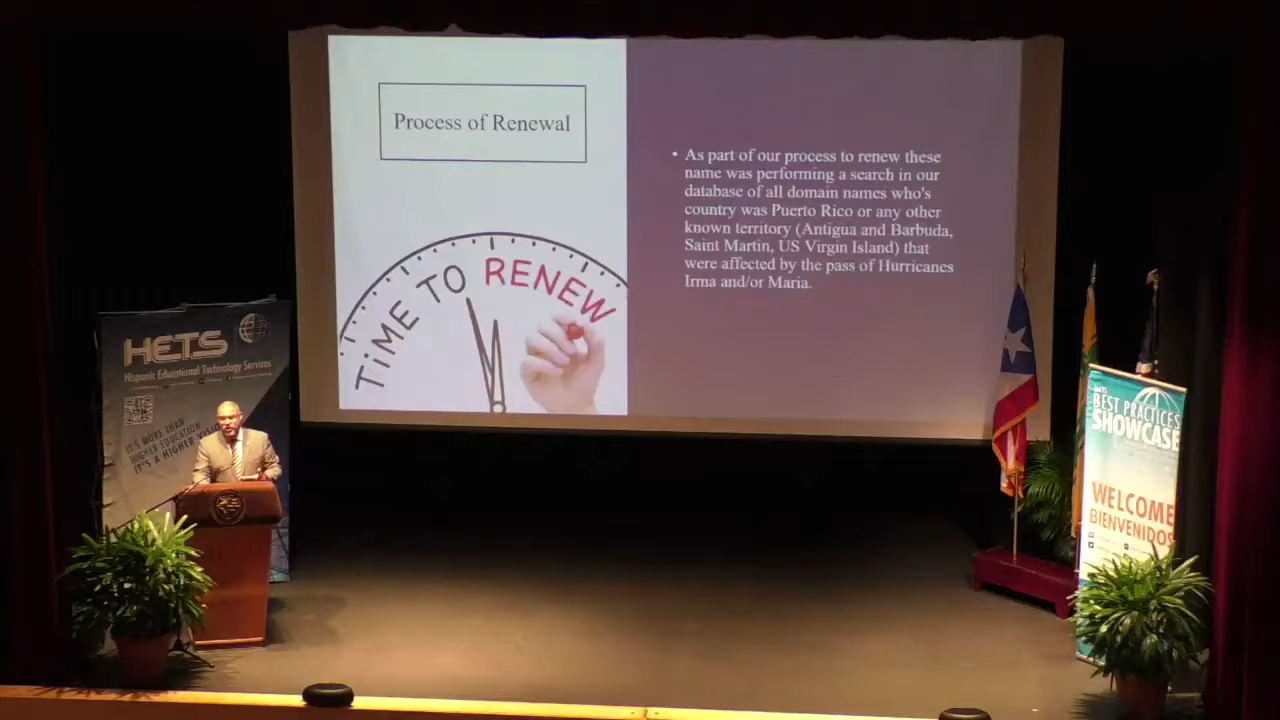 Process of Renewal
TIME TO RENEW
• As part of our process to renew these
name was performing a search in our
database of all domain names who's
country was Puerto Rico or any other
known territory (Antigua and Barbuda,
Saint Martin, US Virgin Island) that
were affected by the pass of Hurricanes
Irma and/or Maria.
HETS
Hispanic Educational Technology Services
IT'S MORE THAN
HIGHER EDUCATION
IT'S A HIGHER
BEST PRACTICES
SHOWCASE
WELCOME
BIENVENIDOS